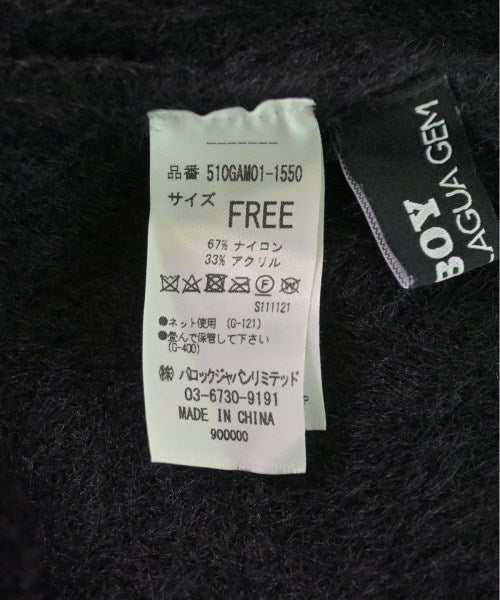 品番 510GAM01-1550
サイズ
FREE
67% ナイロン
33% アクリル
S111121
●ネット使用 (G-121)
●畳んで保管して下さい
(G-400)
㈱バロックジャパンリミテッド
03-6730-9191
MADE IN CHINA
900000
BOY
AGUA GEM